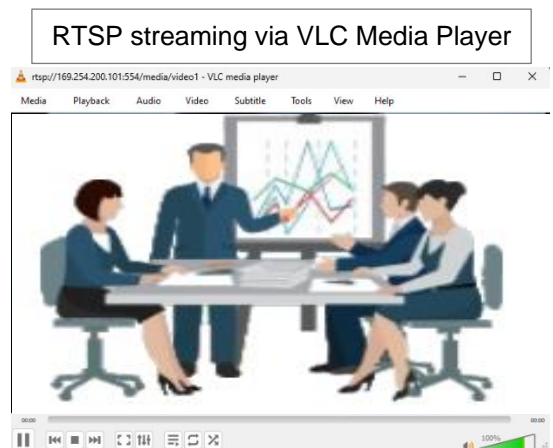 RTSP streaming via VLC Media Player
rtsp://169.254.200.101:554/media/video1 - VLC media player
Media Playback Audio Video Subtitle Tools View Help
00:00 00:00
100%